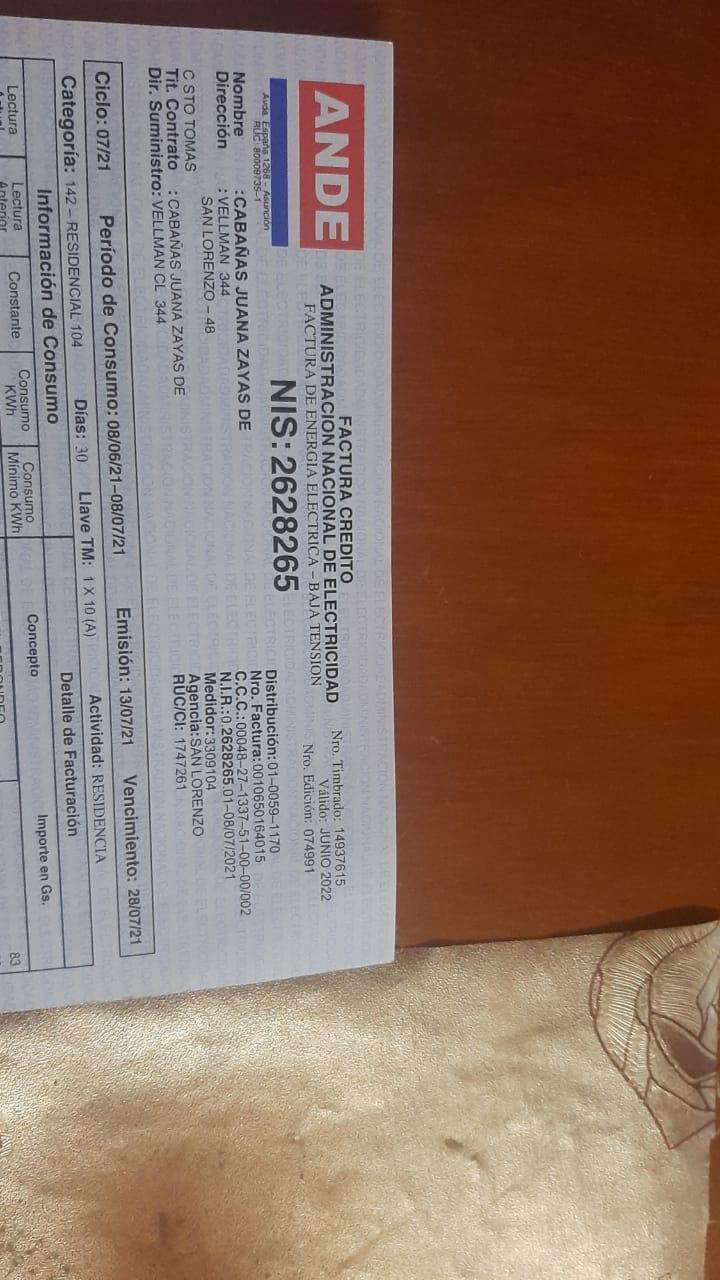 ANDE
Avda. España 1268 - Asunción
RUC: 80009735-1
FACTURA CREDITO
ADMINISTRACION NACIONAL DE ELECTRICIDAD
FACTURA DE ENERGIA ELECTRICA - BAJA TENSION
Nro. Timbrado: 14937615
Válido: JUNIO 2022
Nro. Edición: 074991
NIS: 2628265
Nombre :CABAÑAS JUANA ZAYAS DE
Dirección : VELLMAN 344
SAN LORENZO - 48
C STO TOMAS
Tit. Contrato : CABAÑAS JUANA ZAYAS DE
Dir. Suministro: VELLMAN CL 344
Distribución:01-0059-1170
Nro. Factura:0010650164015
C.C.C.:00048-27-1337-51-00-00/002
N.I.R.:0.2628265.01-08/07/2021
Medidor:3309104
Agencia:SAN LORENZO
RUC/CI: 1747261
Ciclo: 07/21 Período de Consumo: 08/06/21-08/07/21 Emisión: 13/07/21 Vencimiento: 28/07/21
Categoría: 142 - RESIDENCIAL 104 Días: 30 Llave TM: 1 X 10 (A) Actividad: RESIDENCIA
Información de Consumo Detalle de Facturación
Lectura Lectura Anterior Constante Consumo KWh Consumo Mínimo KWh Concepto Importe en Gs.
83